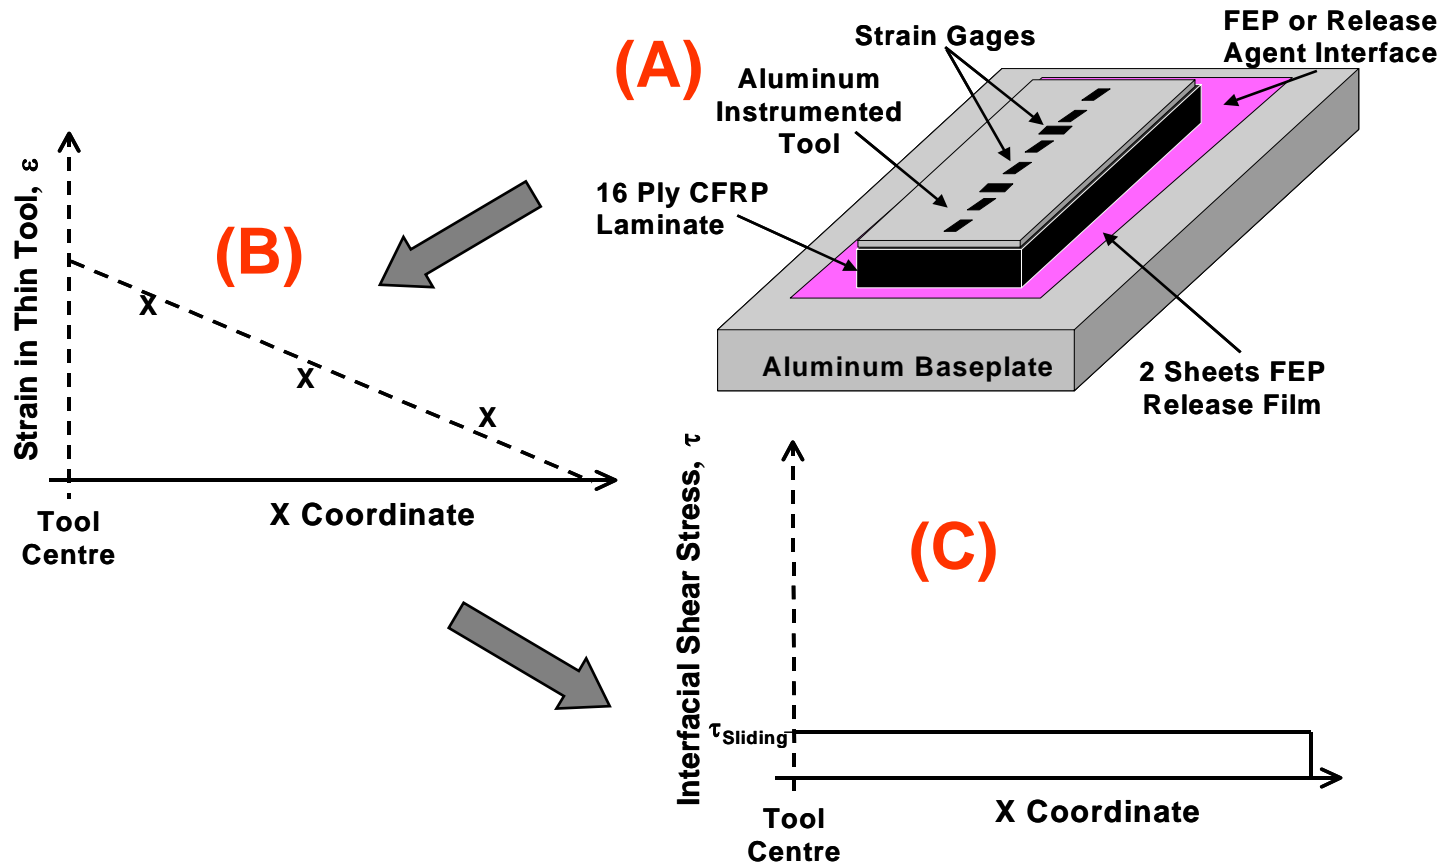 (A)
Strain Gages
FEP or Release
Agent Interface
Aluminum
Instrumented
Tool
16 Ply CFRP
Laminate
Aluminum Baseplate
2 Sheets FEP
Release Film
(B)
Strain in Thin Tool, ε
X
X
X
Tool
Centre
X Coordinate
(C)
Interfacial Shear Stress, τ
τSliding
Tool
Centre
X Coordinate